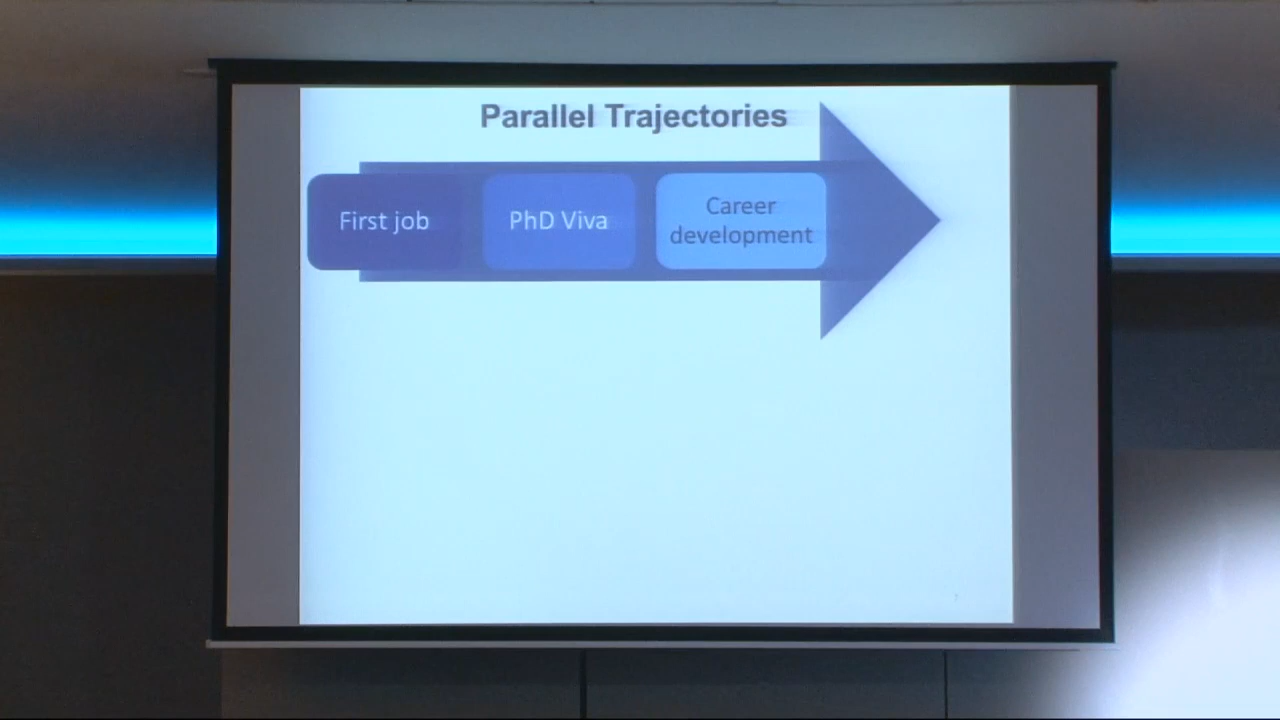 Parallel Trajectories
First job
PhD Viva
Career
development